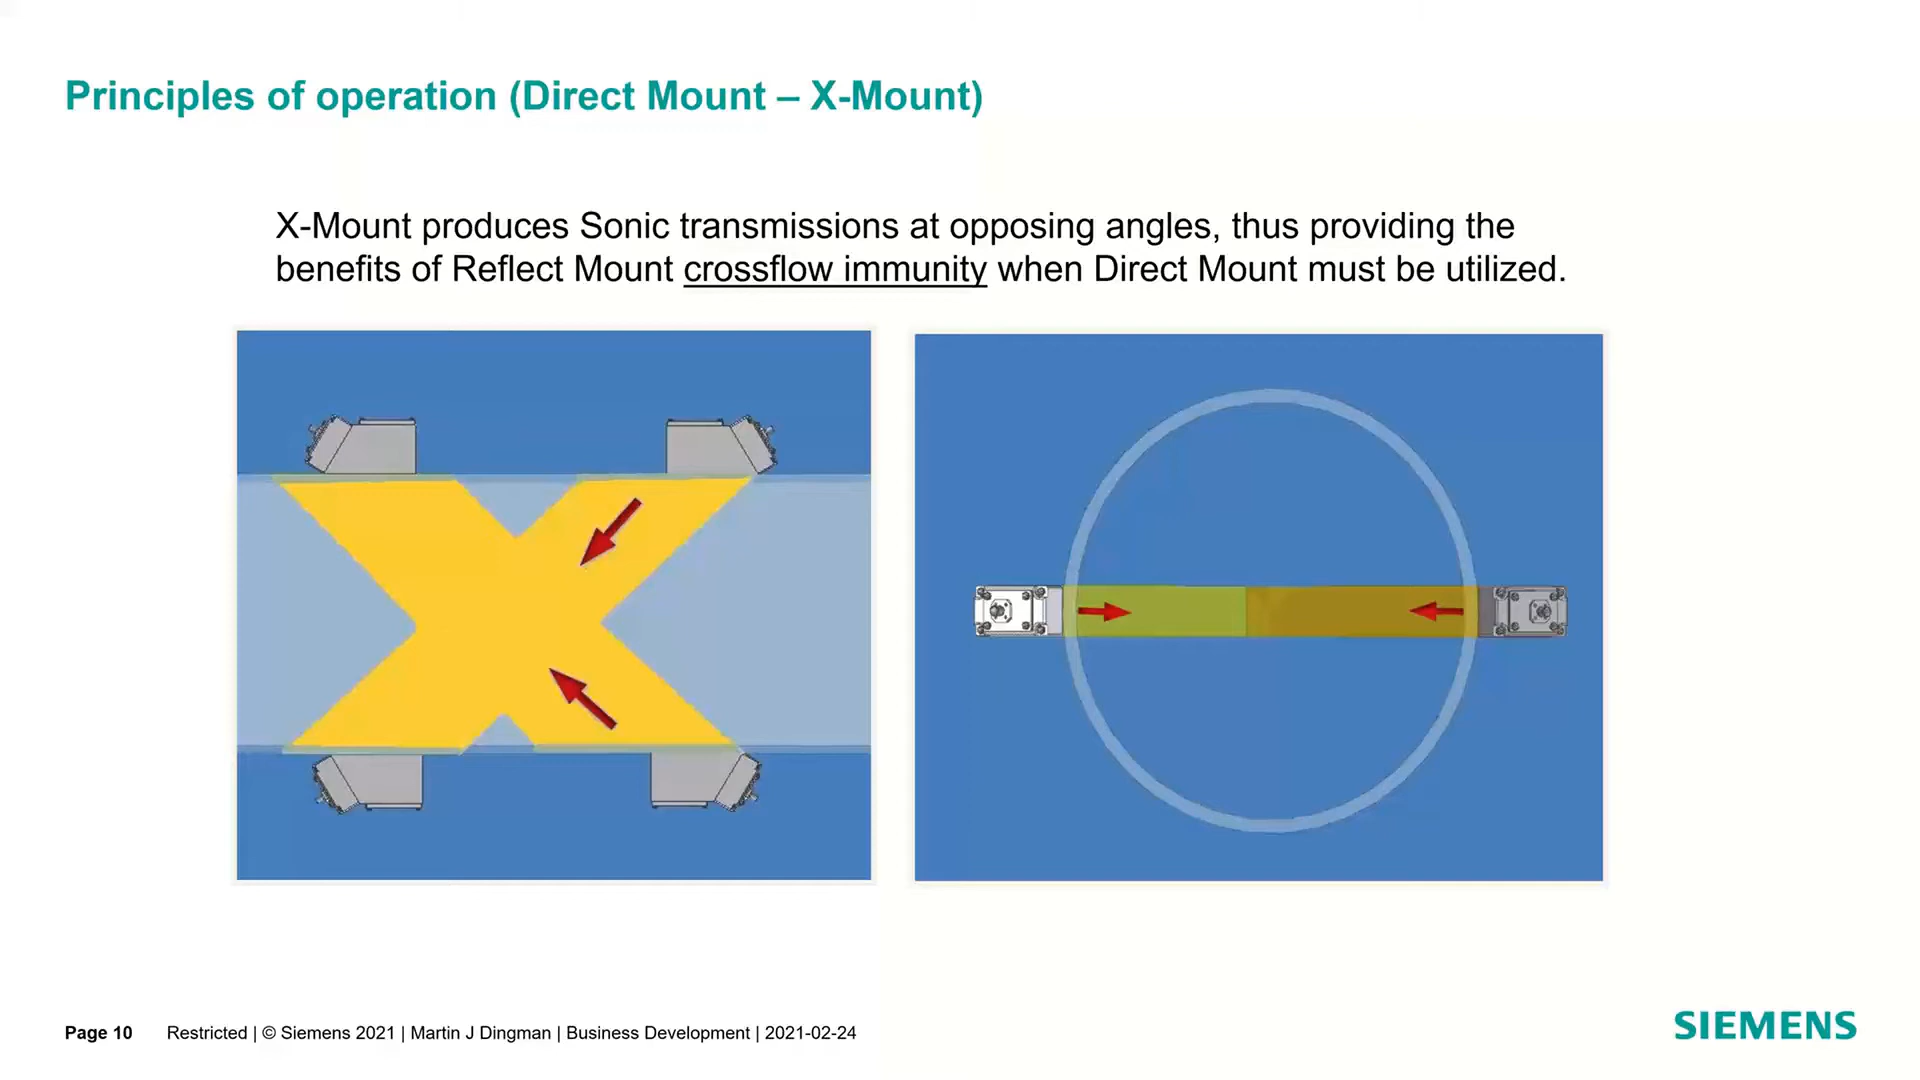 Principles of operation (Direct Mount – X-Mount)
X-Mount produces Sonic transmissions at opposing angles, thus providing the
benefits of Reflect Mount crossflow immunity when Direct Mount must be utilized.
Page 10 Restricted | © Siemens 2021 | Martin J Dingman | Business Development | 2021-02-24
SIEMENS